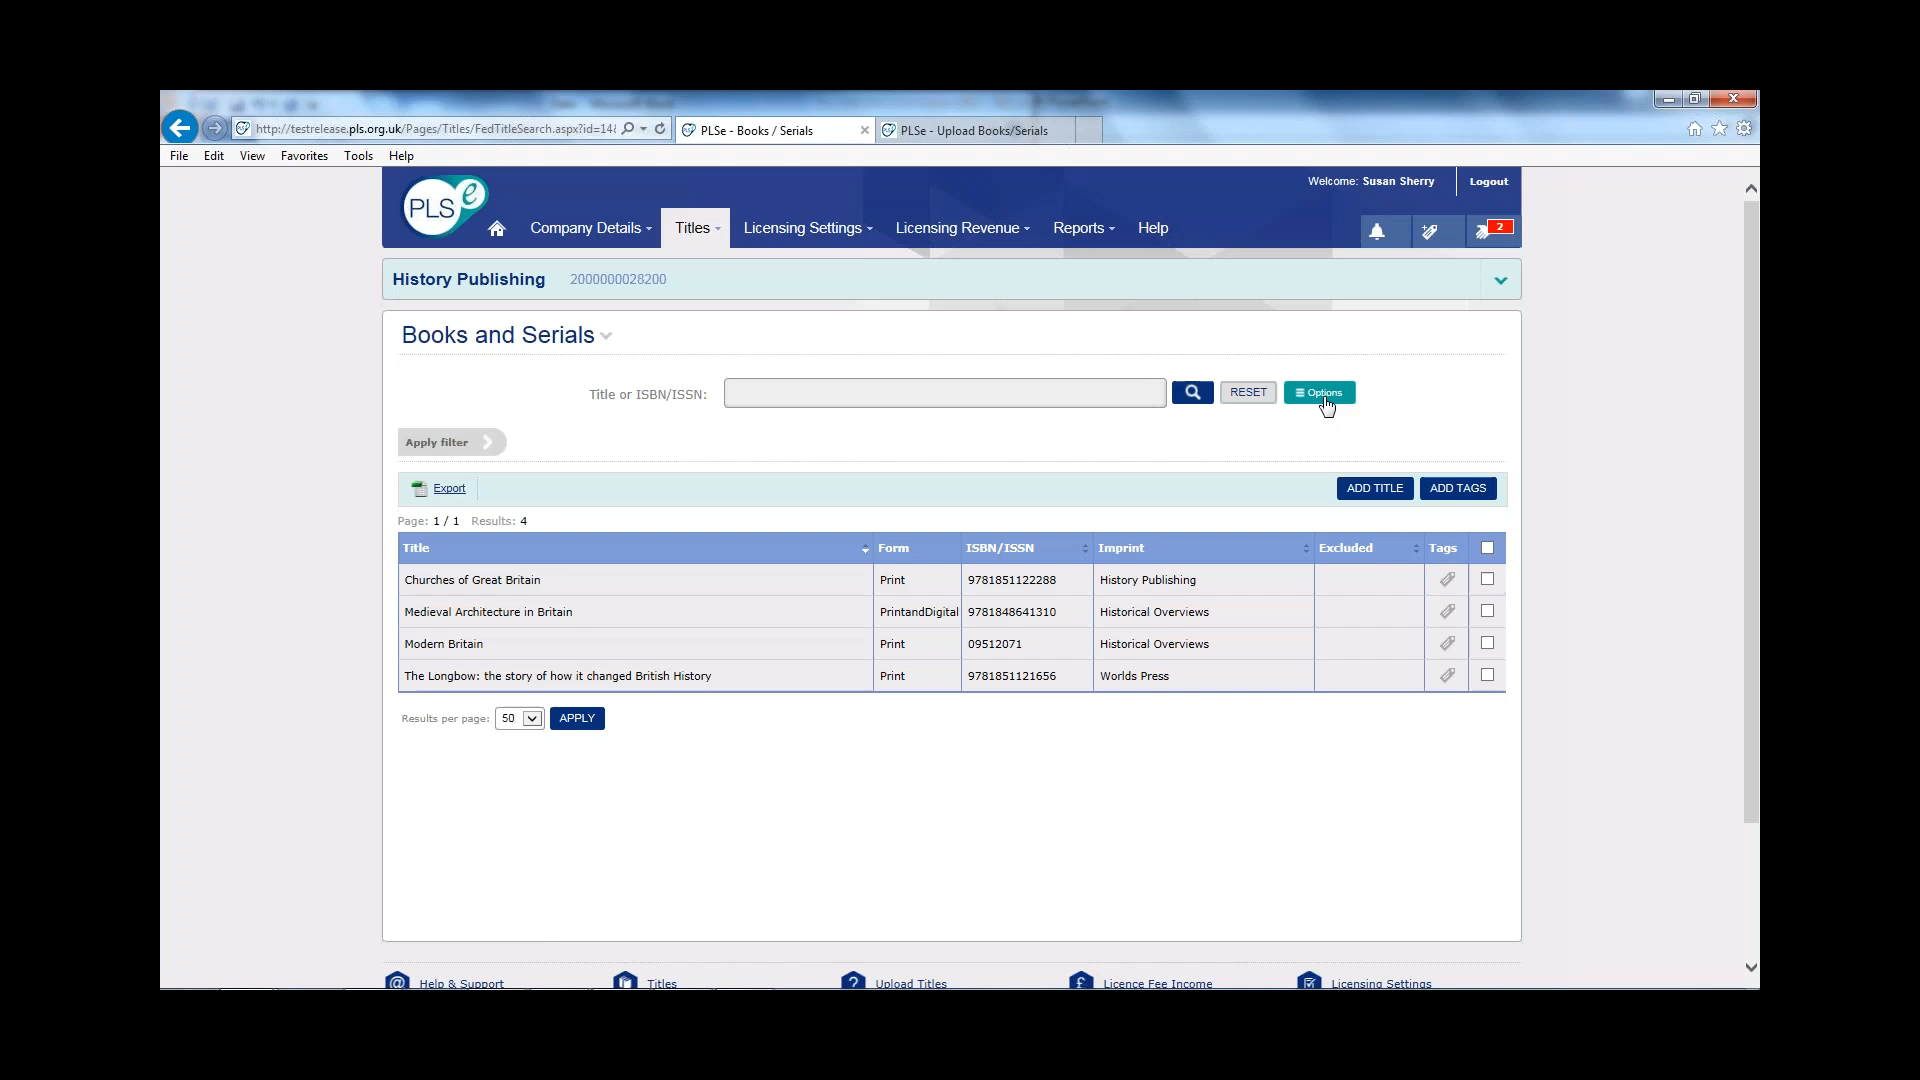 http://testrelease.pls.org.uk/Pages/Titles/FedTitleSearch.aspx?id=14
PLSe - Books / Serials
PLSe - Upload Books/Serials
File Edit View Favorites Tools Help
Welcome: Susan Sherry
Logout
PLS e
Company Details Titles Licensing Settings Licensing Revenue Reports Help
2
History Publishing 2000000028200
Books and Serials
Title or ISBN/ISSN:
RESET
Options
Apply filter
Export
ADD TITLE
ADD TAGS
Page: 1 / 1 Results: 4
Title Form ISBN/ISSN Imprint Excluded Tags
Churches of Great Britain Print 9781851122288 History Publishing
Medieval Architecture in Britain PrintandDigital 9781848641310 Historical Overviews
Modern Britain Print 09512071 Historical Overviews
The Longbow: the story of how it changed British History Print 9781851121656 Worlds Press
Results per page: 50 APPLY
Help & Support Titles Upload Titles Licence Fee Income Licensing Settings